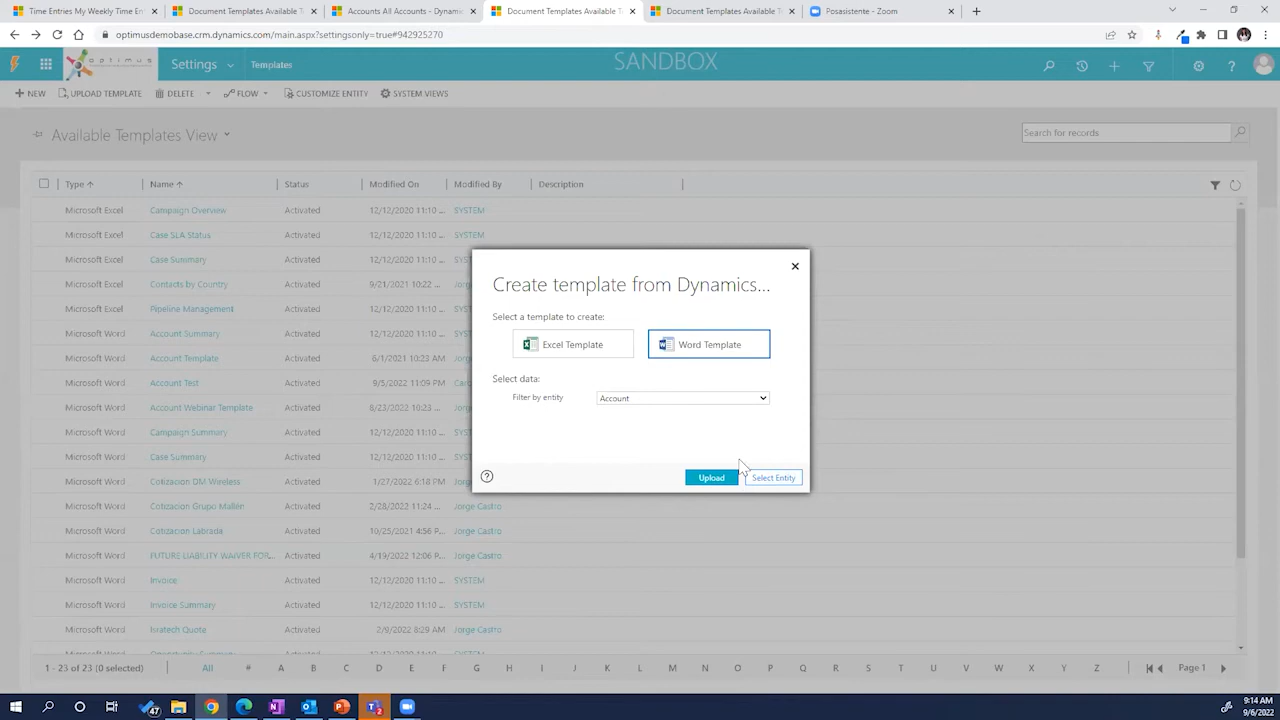 Time Entries My Weekly Time Ent
Document Templates Available T
Accounts All Accounts - Dynamic
Document Templates Available T
Document Templates Available T
Posasistente - Zoom
optimusdemobase.crm.dynamics.com/main.aspx?settingsonly=true#942925270
OPTIMUS
Settings
Templates
SANDBOX
NEW
UPLOAD TEMPLATE
DELETE
FLOW
CUSTOMIZE ENTITY
SYSTEM VIEWS
Available Templates View
Search for records
Type Name Status Modified On Modified By Description
Microsoft Excel Campaign Overview Activated 12/12/2020 11:10 ... SYSTEM
Microsoft Excel Case SLA Status Activated 12/12/2020 11:10 ... SYSTEM
Microsoft Excel Case Summary Activated 12/12/2020 11:10 ...
Microsoft Excel Contacts by Country Activated 9/21/2021 10:22 ... Jorge
Microsoft Excel Pipeline Management Activated 12/12/2020 11:10 ...
Microsoft Word Account Summary Activated 12/12/2020 11:10 ...
Microsoft Word Account Template Activated 6/1/2021 10:23 AM Jorge
Microsoft Word Account Test Activated 9/5/2022 11:09 PM
Microsoft Word Account Webinar Template Activated 8/23/2022 10:23 ... Jorge
Microsoft Word Campaign Summary Activated 12/12/2020 11:10 ...
Microsoft Word Case Summary Activated 12/12/2020 11:10 ...
Microsoft Word Cotizacion DM Wireless Activated 1/27/2022 6:18 PM Jorge
Microsoft Word Cotizacion Grupo Mallén Activated 2/28/2022 11:24 ... Jorge Castro
Microsoft Word Cotizacion Labrada Activated 10/25/2021 4:56 P... Jorge Castro
Microsoft Word FUTURE LIABILITY WAIVER FOR... Activated 4/19/2022 12:06 P... Jorge Castro
Microsoft Word Invoice Activated 12/12/2020 11:10 ... SYSTEM
Microsoft Word Invoice Summary Activated 12/12/2020 11:10 ... SYSTEM
Microsoft Word Isratech Quote Activated 2/9/2022 8:29 AM Jorge Castro
Create template from Dynamics...
Select a template to create:
Excel Template
Word Template
Select data:
Filter by entity
Account
Upload
Select Entity
1 - 23 of 23 (0 selected)
All # A B C D E F G H I J K L M N O P Q R S T U V W X Y Z
Page 1
47
9:14 AM
9/6/2022